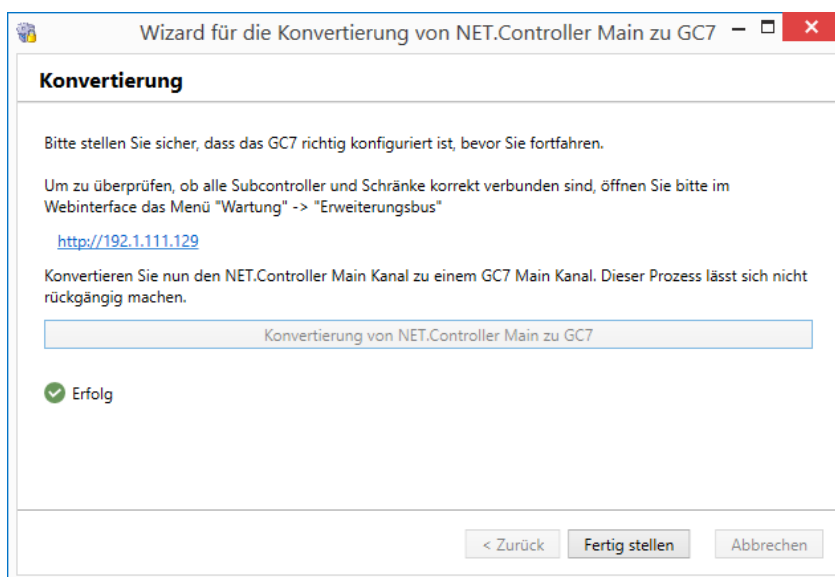 Wizard für die Konvertierung von NET.Controller Main zu GC7
Konvertierung
Bitte stellen Sie sicher, dass das GC7 richtig konfiguriert ist, bevor Sie fortfahren.
Um zu überprüfen, ob alle Subcontroller und Schränke korrekt verbunden sind, öffnen Sie bitte im
Webinterface das Menü "Wartung" -> "Erweiterungsbus"
http://192.1.111.129
Konvertieren Sie nun den NET.Controller Main Kanal zu einem GC7 Main Kanal. Dieser Prozess lässt sich nicht
rückgängig machen.
Konvertierung von NET.Controller Main zu GC7
Erfolg
< Zurück Fertig stellen Abbrechen